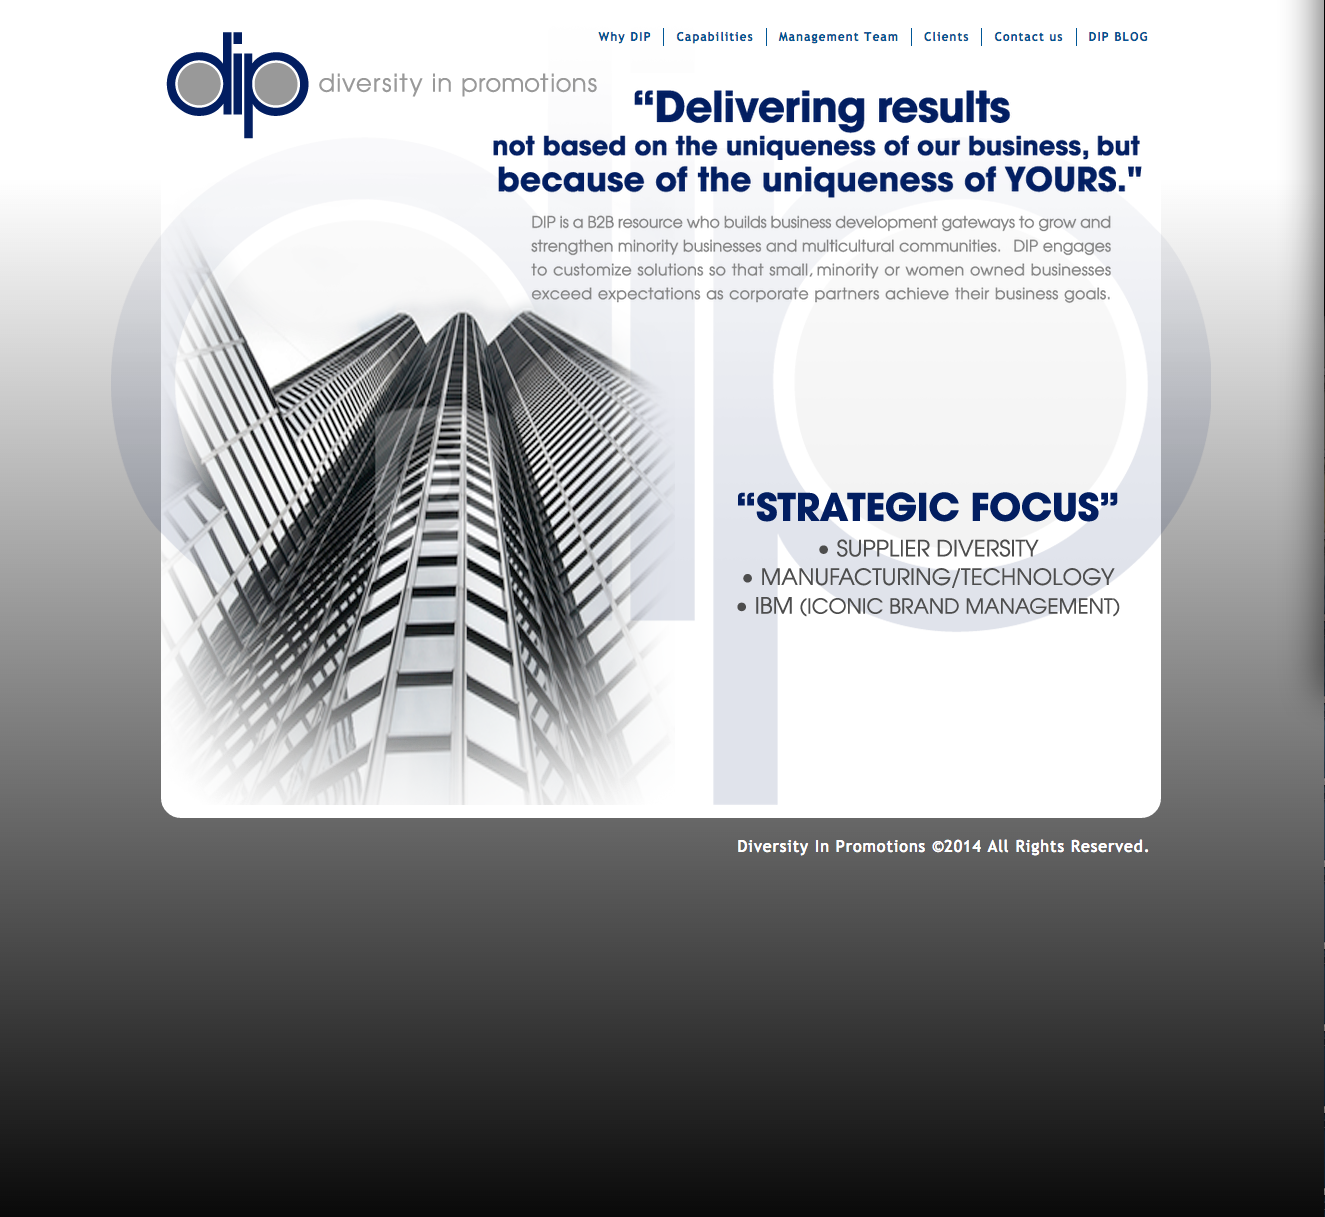 Why DIP
Capabilities
Management Team
Clients
Contact us
DIP BLOG
dip
diversity in promotions
“Delivering results
not based on the uniqueness of our business, but
because of the uniqueness of YOURS."
DIP is a B2B resource who builds business development gateways to grow and
strengthen minority businesses and multicultural communities. DIP engages
to customize solutions so that small, minority or women owned businesses
exceed expectations as corporate partners achieve their business goals.
“STRATEGIC FOCUS”
• SUPPLIER DIVERSITY
• MANUFACTURING/TECHNOLOGY
• IBM (ICONIC BRAND MANAGEMENT)
Diversity In Promotions ©2014 All Rights Reserved.